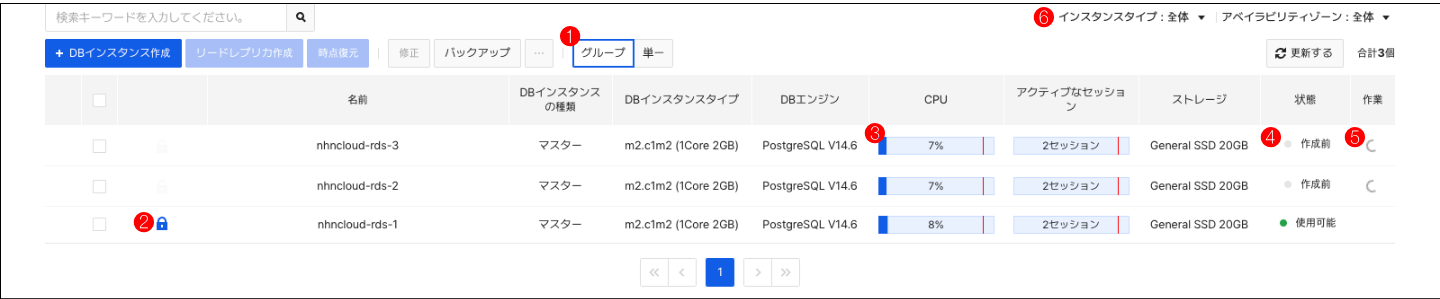 検索キーワードを入力してください。
6 インスタンスタイプ : 全体 ▼ | アベイラビリティゾーン : 全体 ▼
+ DBインスタンス作成 リードレプリカ作成 時点復元 修正 バックアップ ... 1 グループ 単一 更新する 合計3個
名前 DBインスタンスの種類 DBインスタンスタイプ DBエンジン CPU アクティブなセッション ストレージ 状態 作業
nhncloud-rds-3 マスター m2.c1m2 (1Core 2GB) PostgreSQL V14.6 3 7% 2セッション General SSD 20GB 4 作成前 5
nhncloud-rds-2 マスター m2.c1m2 (1Core 2GB) PostgreSQL V14.6 7% 2セッション General SSD 20GB 作成前
2 nhncloud-rds-1 マスター m2.c1m2 (1Core 2GB) PostgreSQL V14.6 8% 2セッション General SSD 20GB 使用可能
<< < 1 > >>